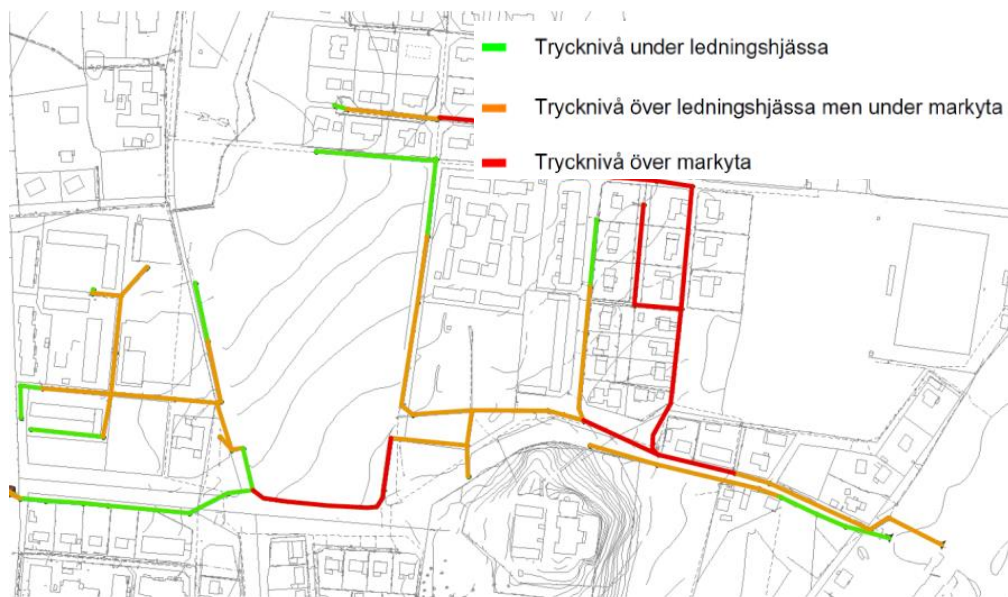 Trycknivå under ledningshjässa
Trycknivå över ledningshjässa men under markyta
Trycknivå över markyta